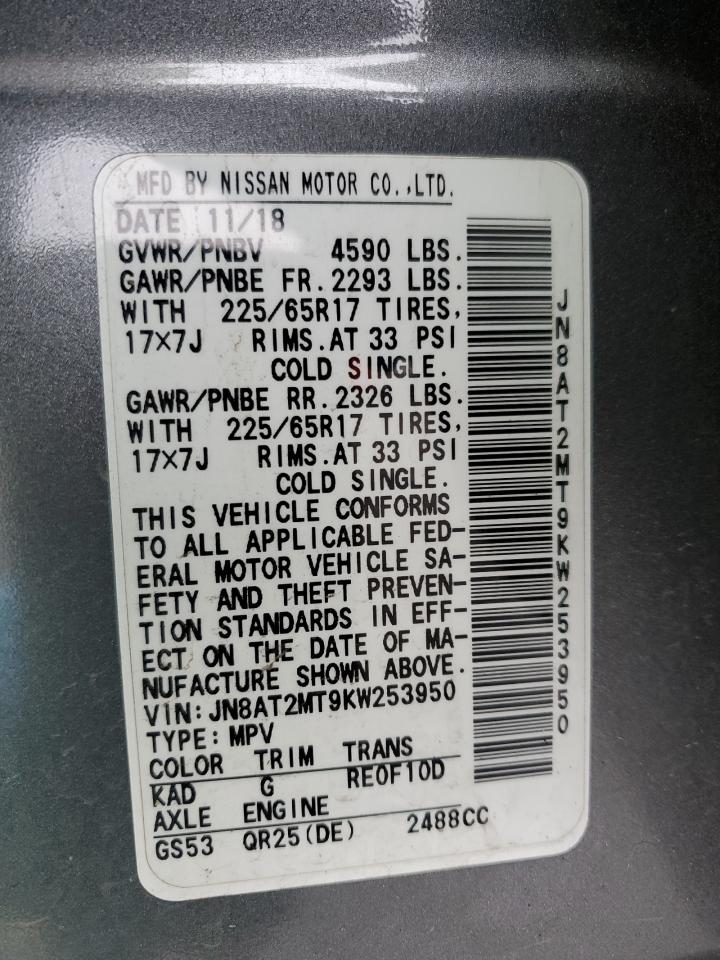 MFD BY NISSAN MOTOR CO.,LTD.
DATE 11/18
GVWR/PNBV 4590 LBS.
GAWR/PNBE FR.2293 LBS.
WITH 225/65R17 TIRES,
17×7J RIMS.AT 33 PSI
COLD SINGLE.
GAWR/PNBE RR.2326 LBS.
WITH 225/65R17 TIRES,
17×7J RIMS.AT 33 PSI
COLD SINGLE.
THIS VEHICLE CONFORMS
TO ALL APPLICABLE FED-
ERAL MOTOR VEHICLE SA-
FETY AND THEFT PREVEN-
TION STANDARDS IN EFF-
ECT ON THE DATE OF MA-
NUFACTURE SHOWN ABOVE.
VIN:JN8AT2MT9KW253950
TYPE:MPV
COLOR TRIM TRANS
KAD G RE0F10D
AXLE ENGINE
GS53 QR25(DE) 2488CC
JN8AT2MT9KW253950